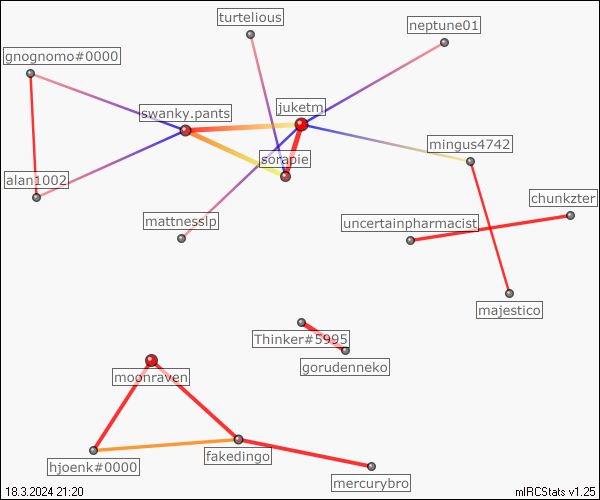 turtelious
neptune01
gnognomo#0000
swanky.pants
juketm
mingus4742
sorapie
alan1002
chunkzter
mattnesslp
uncertainpharmacist
majestico
Thinker#5995
gorudenneko
moonraven
fakedingo
hjoenk#0000
mercurybro
18.3.2024 21:20
mIRCStats v1.25